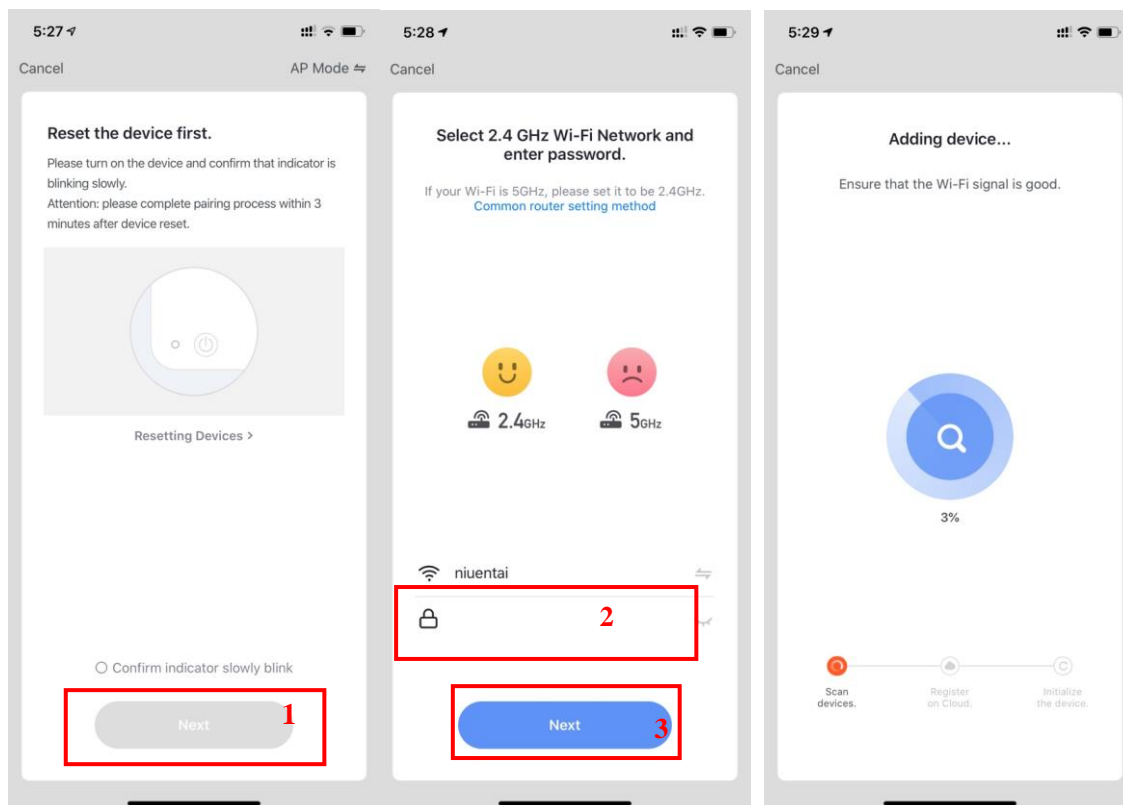 5:27
Cancel
AP Mode
Reset the device first.
Please turn on the device and confirm that indicator is
blinking slowly.
Attention: please complete pairing process within 3
minutes after device reset.
Resetting Devices >
Confirm indicator slowly blink
Next
1
5:28
Cancel
Select 2.4 GHz Wi-Fi Network and
enter password.
If your Wi-Fi is 5GHz, please set it to be 2.4GHz.
Common router setting method
2.4GHz
5GHz
niuentai
2
Next
3
5:29
Cancel
Adding device...
Ensure that the Wi-Fi signal is good.
3%
Scan
devices.
Register
on Cloud.
Initialize
the device.